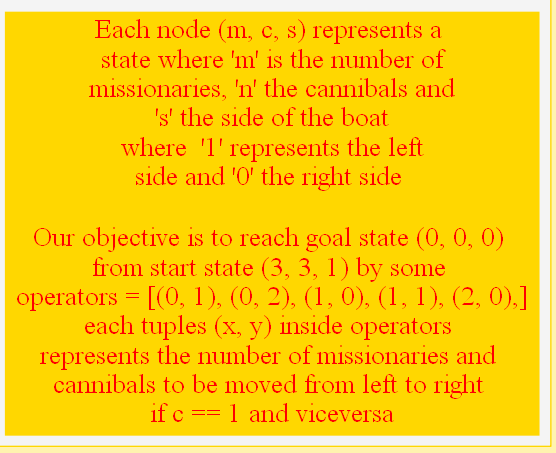 Each node (m, c, s) represents a
state where 'm' is the number of
missionaries, 'n' the cannibals and
's' the side of the boat
where '1' represents the left
side and '0' the right side
Our objective is to reach goal state (0, 0, 0)
from start state (3, 3, 1) by some
operators = [(0, 1), (0, 2), (1, 0), (1, 1), (2, 0),]
each tuples (x, y) inside operators
represents the number of missionaries and
cannibals to be moved from left to right
if c == 1 and viceversa